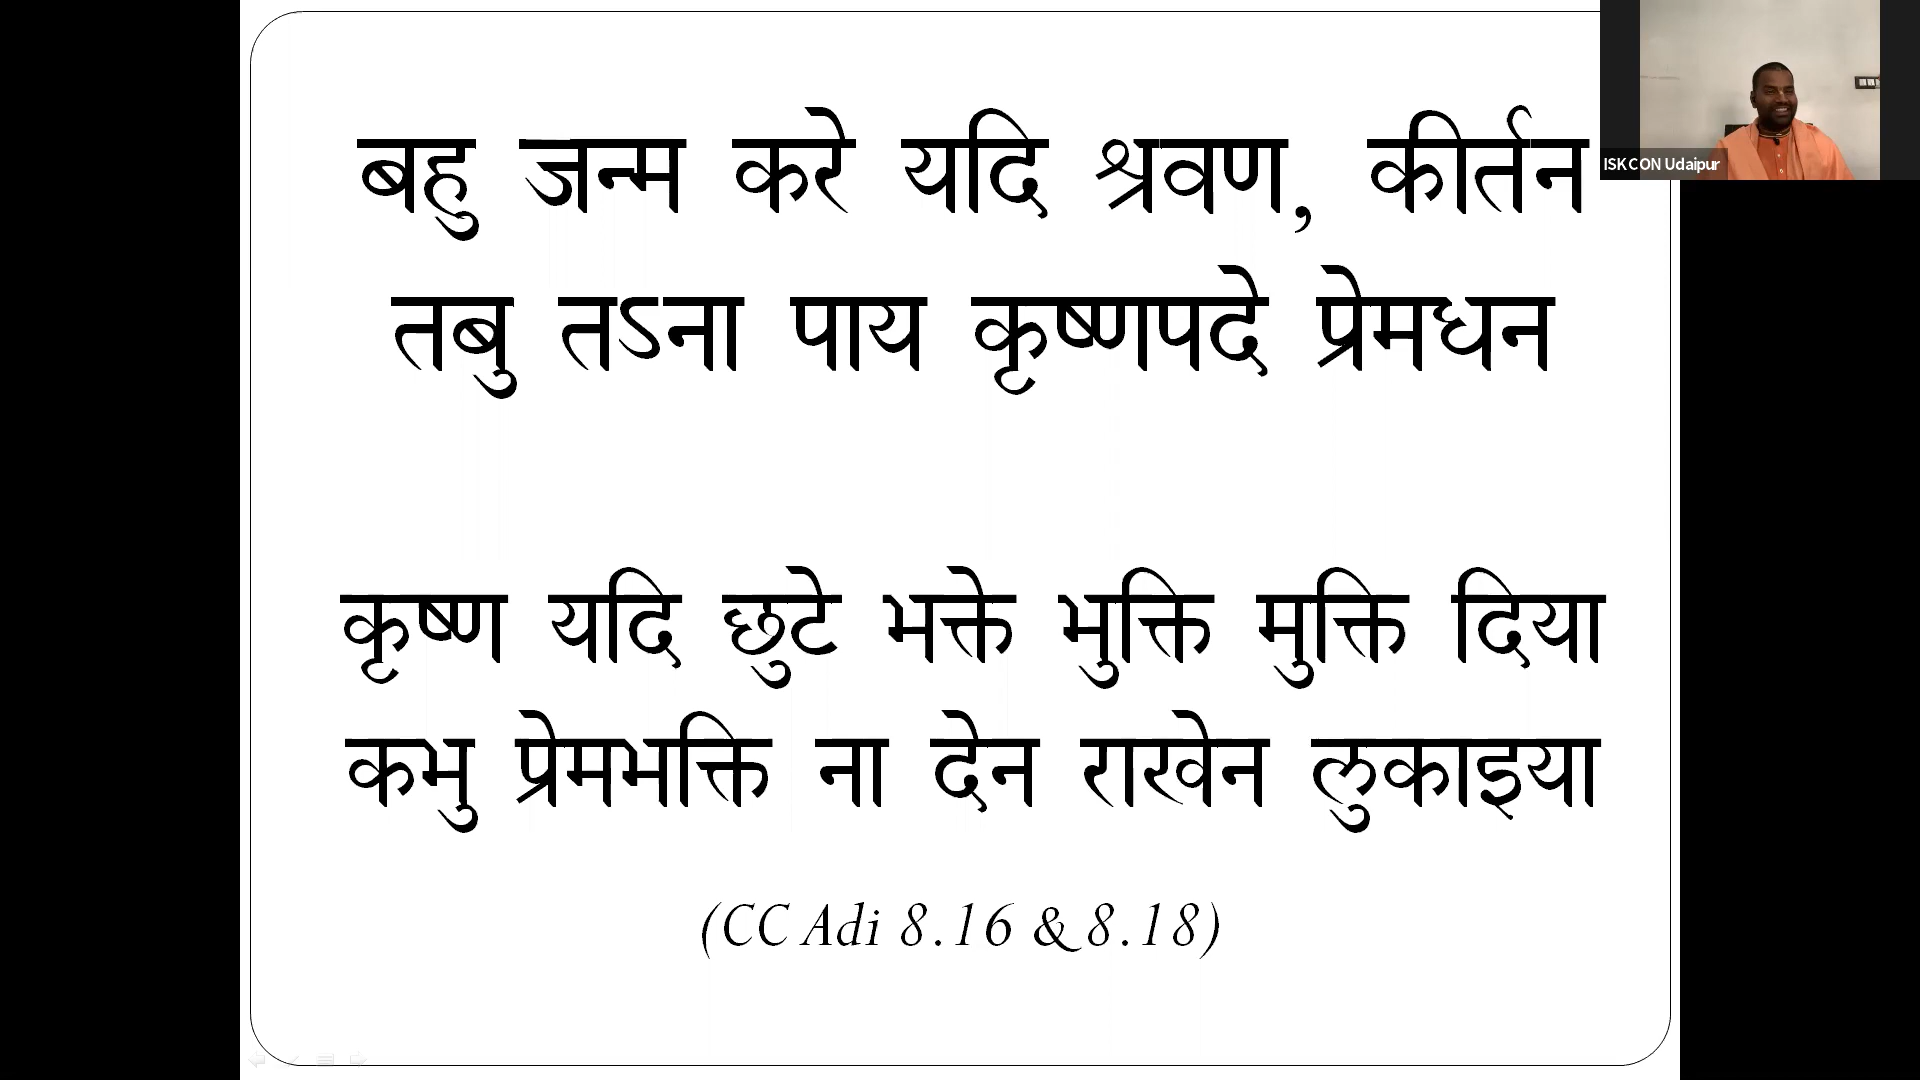 बहु जन्म करे यदि श्रवण, कीर्तन
तबु तऽना पाय कृष्णपदे प्रेमधन
कृष्ण यदि छुटे भक्ते भुक्ति मुक्ति दिया
कभु प्रेमभक्ति ना देन राखेन लुकाइया
(CC Adi 8.16 & 8.18)
ISKCON Udaipur